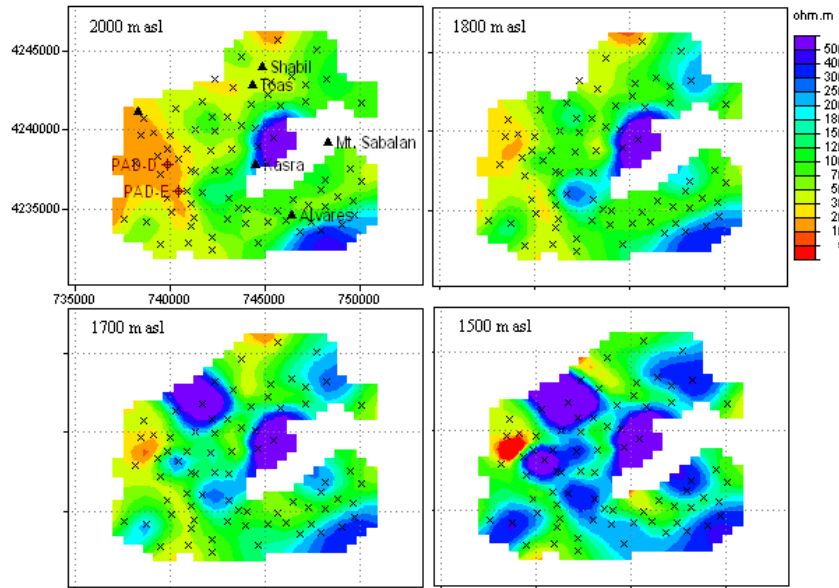 2000 m asl
1800 m asl
ohm.m
4245000
4240000
4235000
735000
740000
745000
750000
Shabil
Toas
Mt. Sabalan
PAD-D
Kasra
PAD-E
Alvares
1700 m asl
1500 m asl